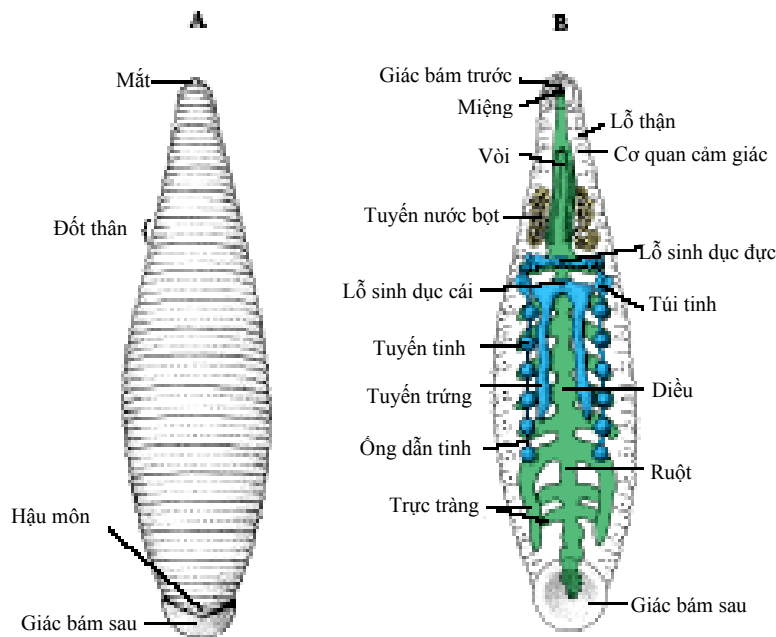 A
Mắt
Đốt thân
Hậu môn
Giác bám sau
B
Giác bám trước
Miệng
Lỗ thận
Vòi
Cơ quan cảm giác
Tuyến nước bọt
Lỗ sinh dục đực
Lỗ sinh dục cái
Túi tinh
Tuyến tinh
Tuyến trứng
Diều
Ống dẫn tinh
Ruột
Trực tràng
Giác bám sau